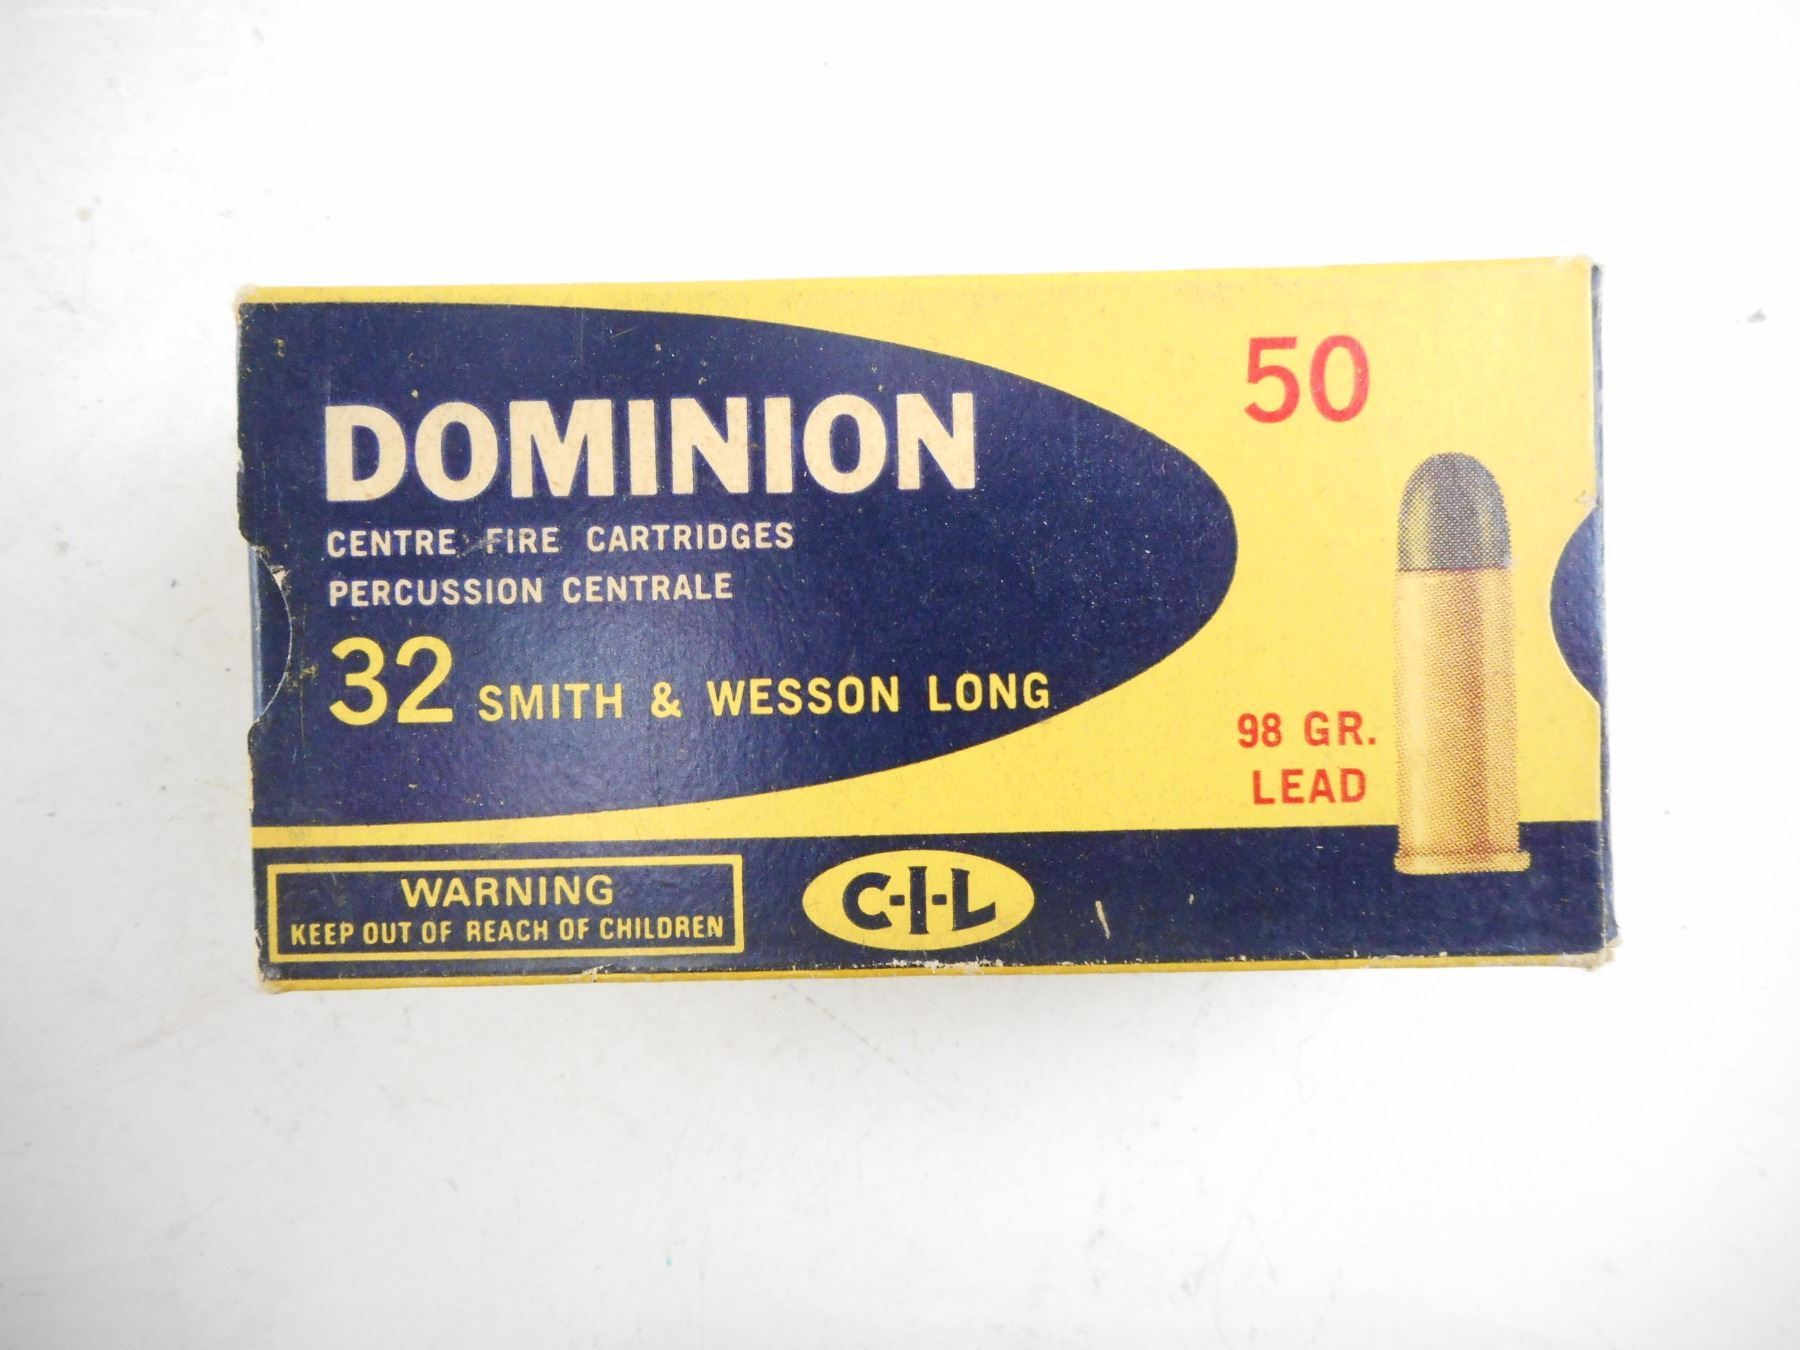 DOMINION
CENTRE FIRE CARTRIDGES
PERCUSSION CENTRALE
32 SMITH & WESSON LONG
50
98 GR.
LEAD
WARNING
KEEP OUT OF REACH OF CHILDREN
C-I-L